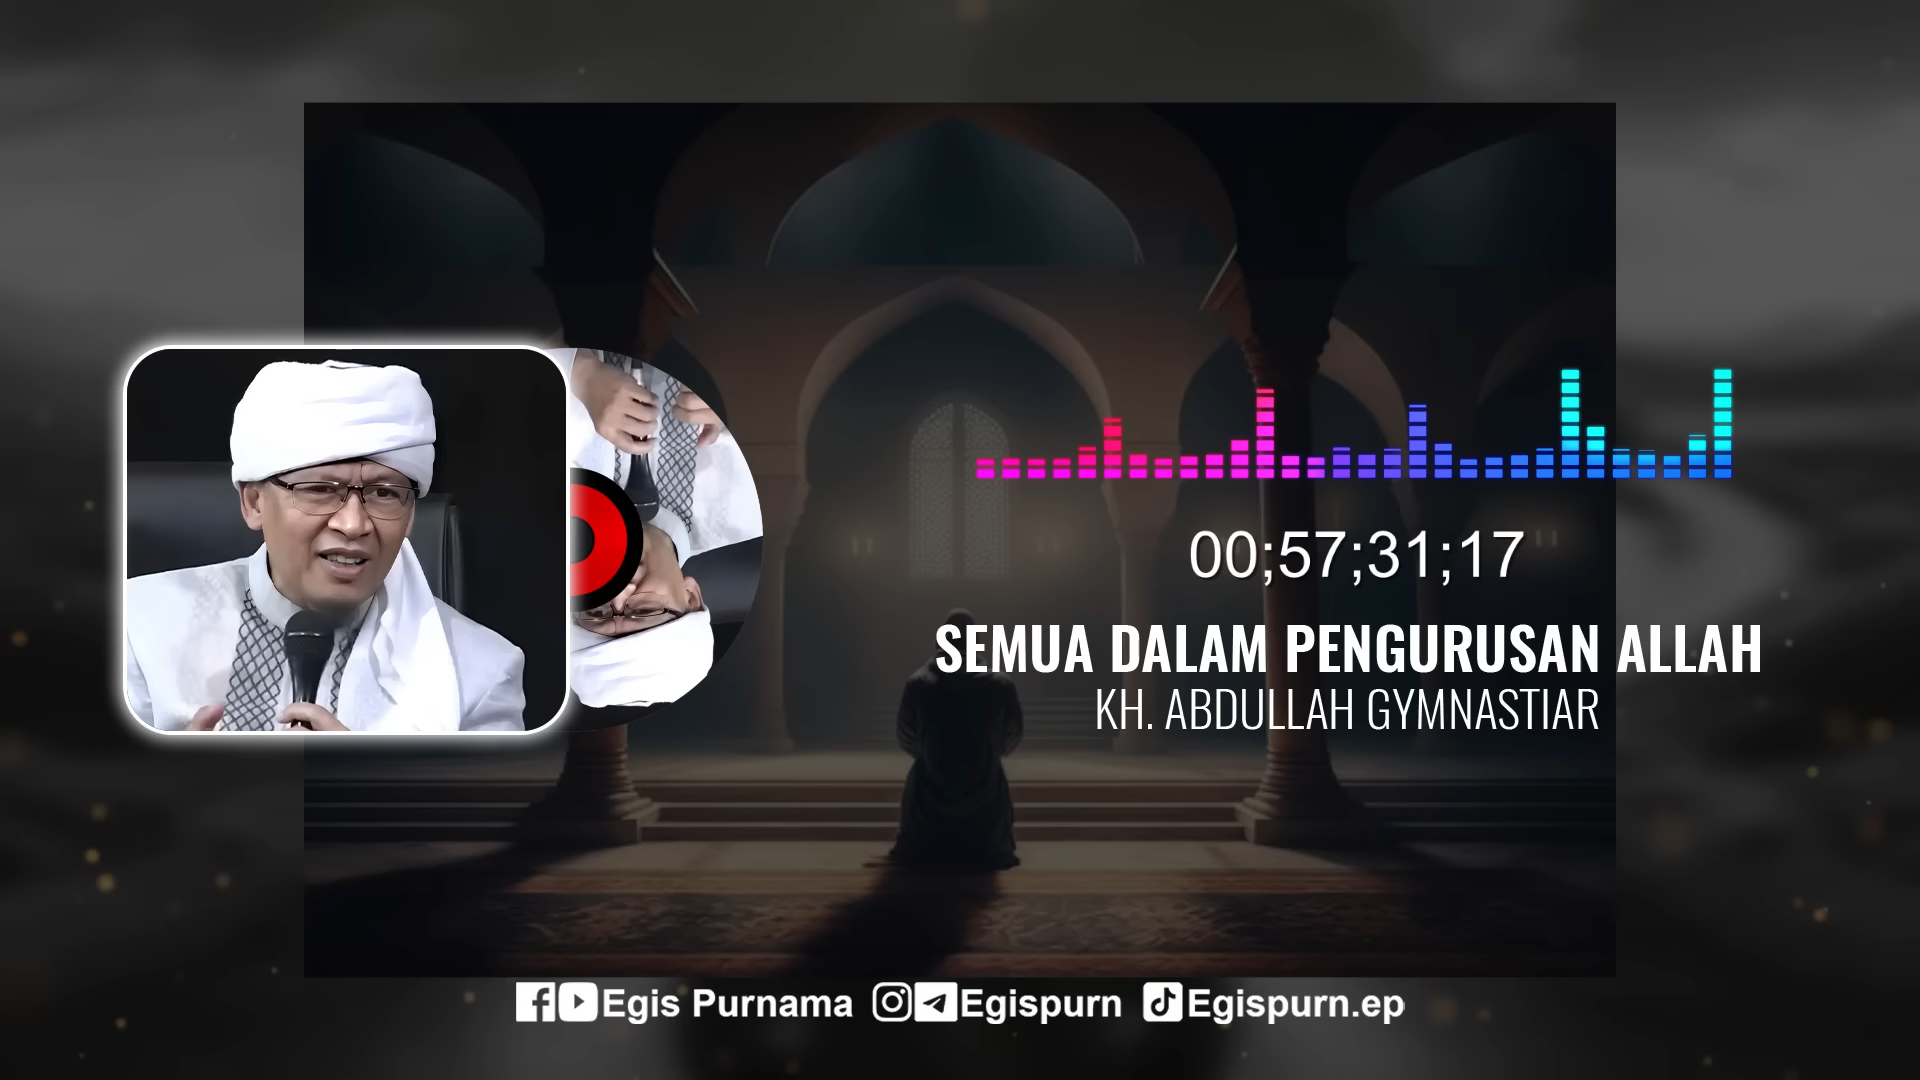 00;57;31;17
SEMUA DALAM PENGURUSAN ALLAH
KH. ABDULLAH GYMNASTIAR
Egis Purnama Egispurn Egispurn.ep